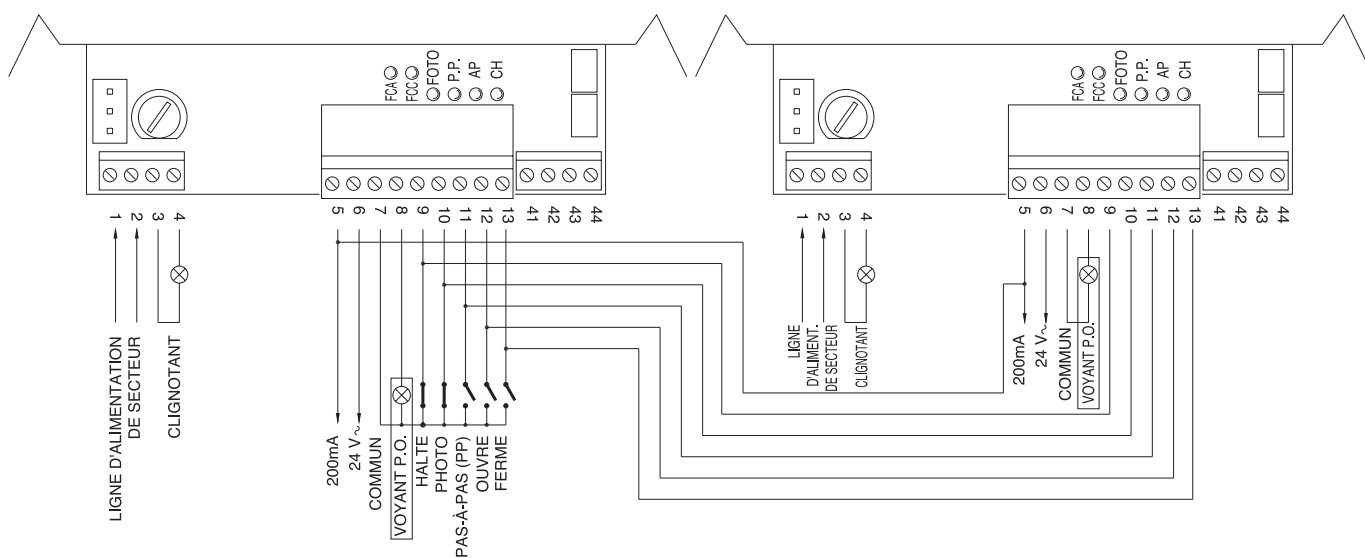 FCA
FCC
FOTO
P.P.
AP
CH
1
2
3
4
5
6
7
8
9
10
11
12
13
41
42
43
44
LIGNE D'ALIMENTATION
DE SECTEUR
CLIGNOTANT
200mA
24 V~
COMMUN
VOYANT P.O.
HALTE
PHOTO
PAS-À-PAS (PP)
OUVRE
FERME
FCA
FCC
FOTO
P.P.
AP
CH
1
2
3
4
5
6
7
8
9
10
11
12
13
41
42
43
44
LIGNE
D'ALIMENT.
DE SECTEUR
CLIGNOTANT
200mA
24 V~
COMMUN
VOYANT P.O.